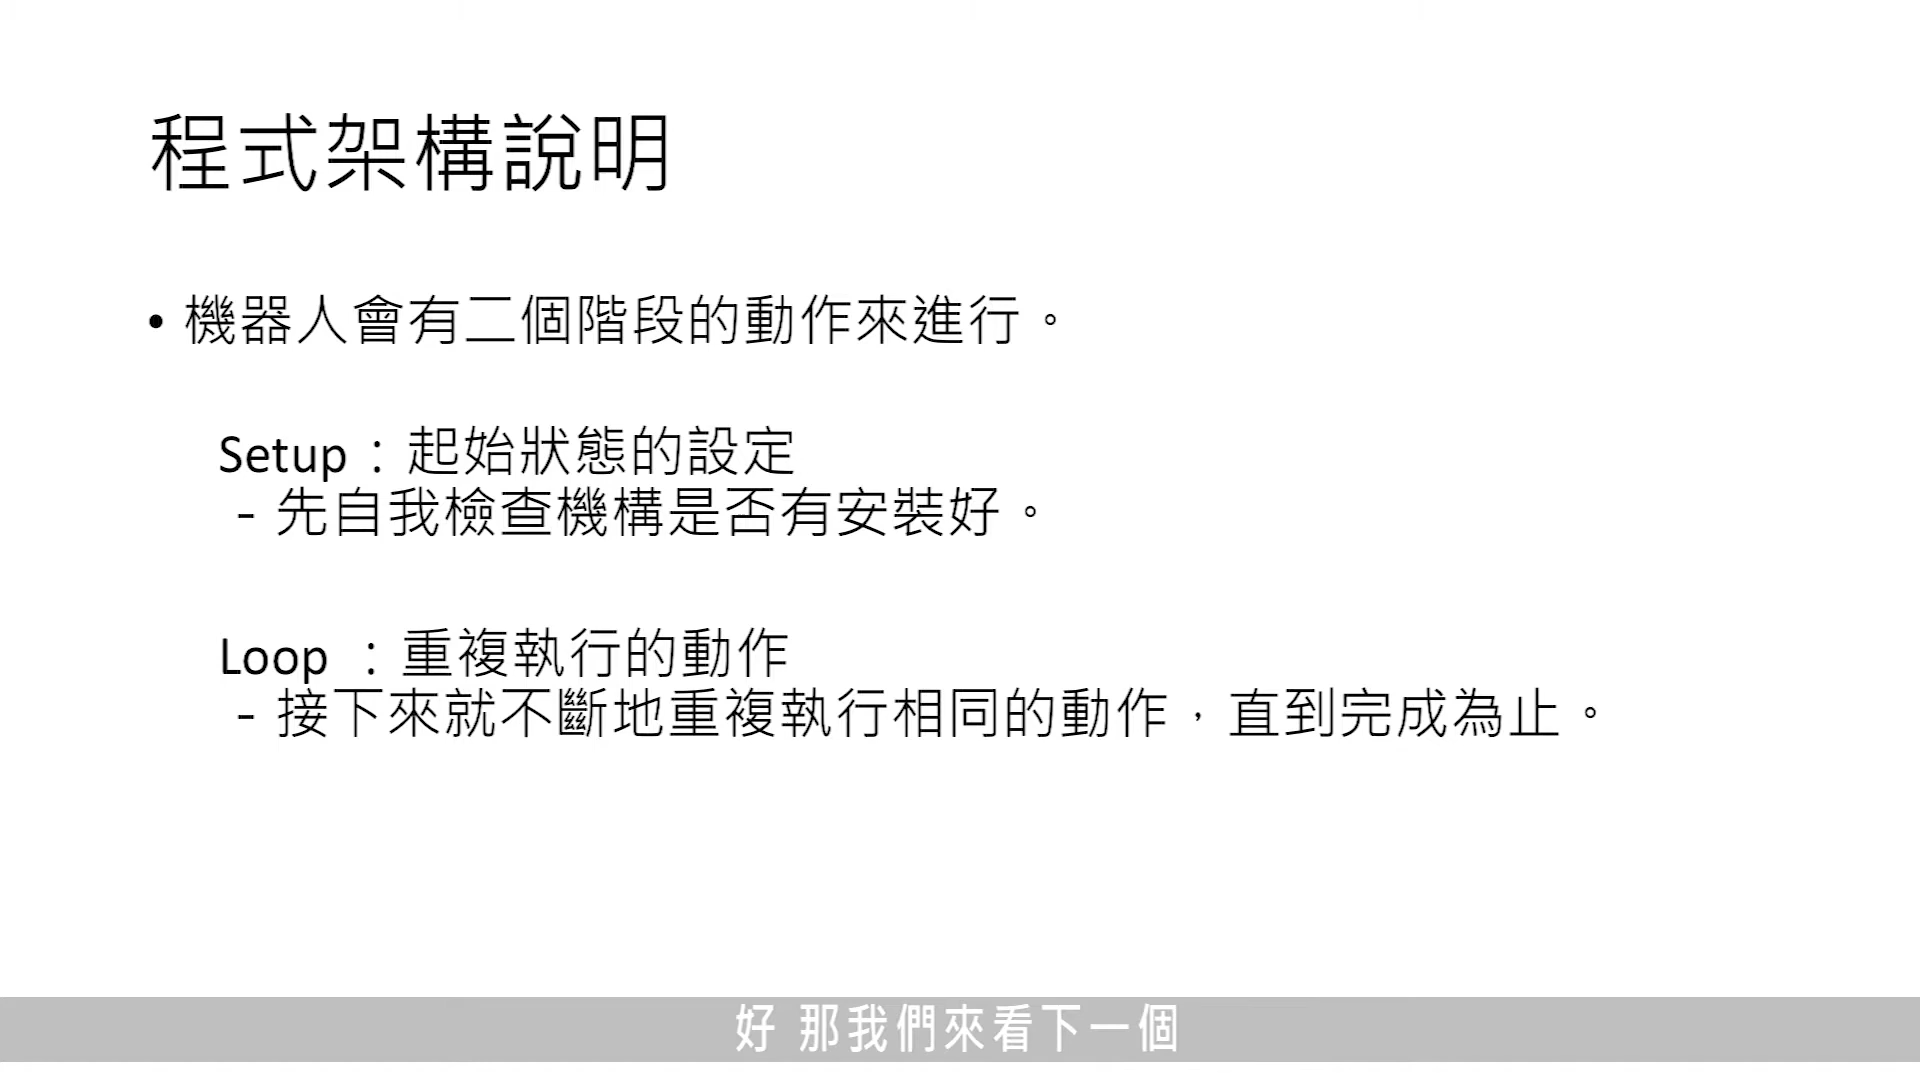 程式架構說明
• 機器人會有二個階段的動作來進行。
Setup：起始狀態的設定
- 先自我檢查機構是否有安裝好。
Loop ：重複執行的動作
- 接下來就不斷地重複執行相同的動作，直到完成為止。
好 那我們來看下一個